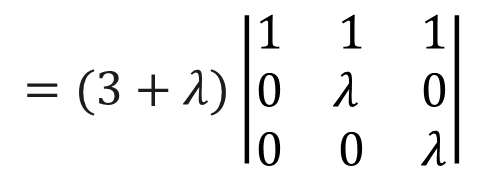 = (3 + λ) |1 1 1|
|0 λ 0|
|0 0 λ|